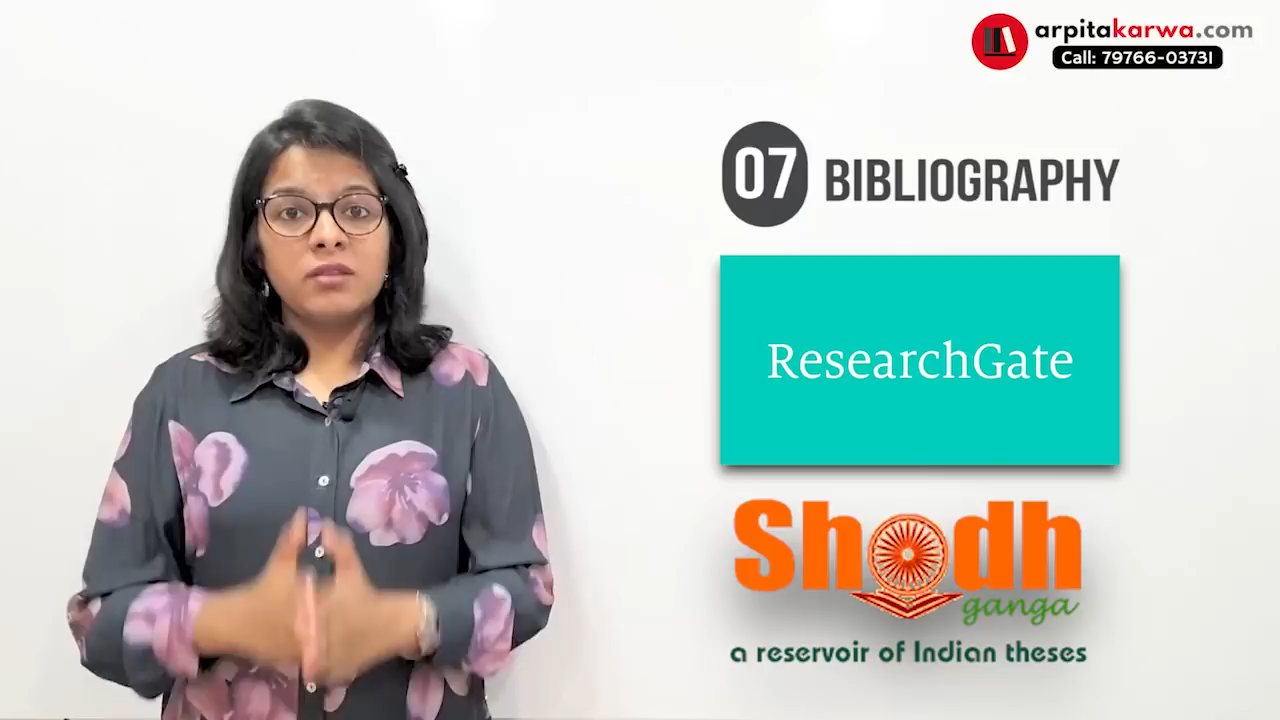 arpitakarwa.com
Call: 79766-03731
07 BIBLIOGRAPHY
ResearchGate
Shodh
ganga
a reservoir of Indian theses